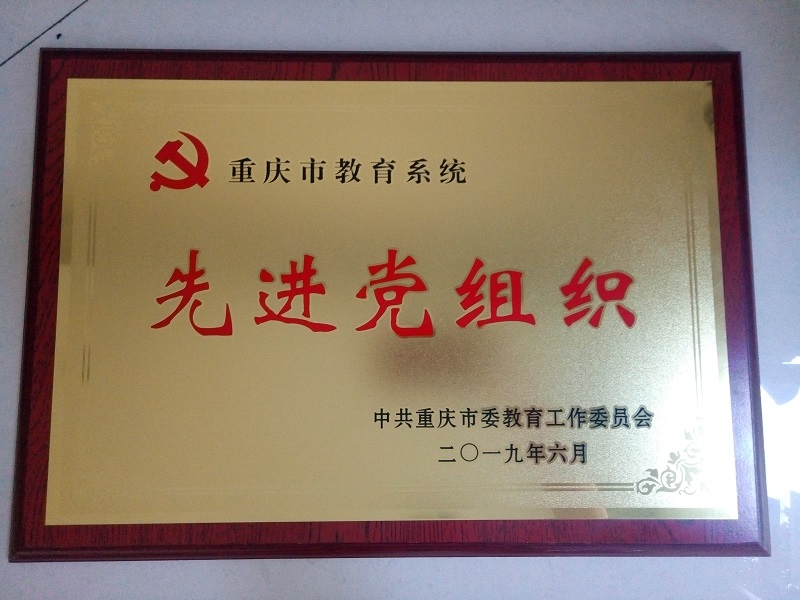 重庆市教育系统
先进党组织
中共重庆市委教育工作委员会
二〇一九年六月